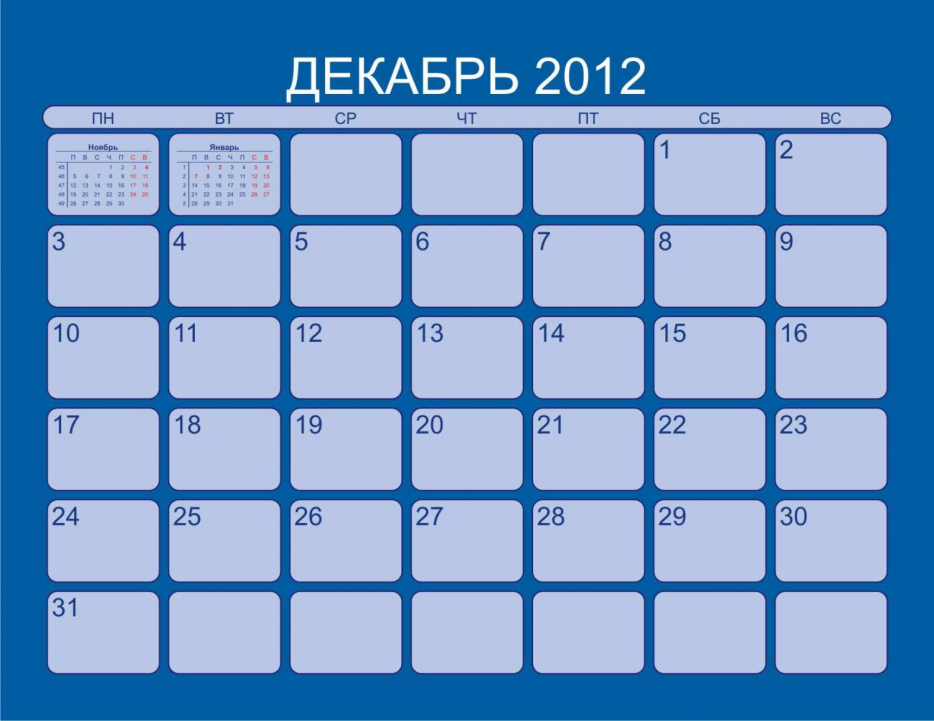 ДЕКАБРЬ 2012
ПН ВТ СР ЧТ ПТ СБ ВС
Ноябрь
П В С Ч П С В
45 1 2 3 4
46 5 6 7 8 9 10 11
47 12 13 14 15 16 17 18
48 19 20 21 22 23 24 25
49 26 27 28 29 30
Январь
П В С Ч П С В
1 1 2 3 4 5 6
2 7 8 9 10 11 12 13
3 14 15 16 17 18 19 20
4 21 22 23 24 25 26 27
5 28 29 30 31
1 2
3 4 5 6 7 8 9
10 11 12 13 14 15 16
17 18 19 20 21 22 23
24 25 26 27 28 29 30
31